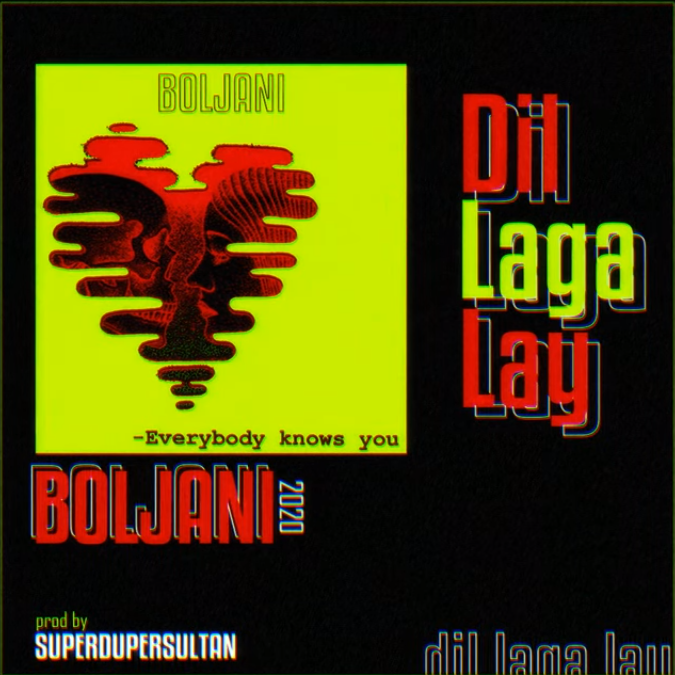 BOLJANI
-Everybody knows you
BOLJANI
2020
prod by
SUPERDUPERSULTAN
Dil
Laga
Lay
dil laga lay